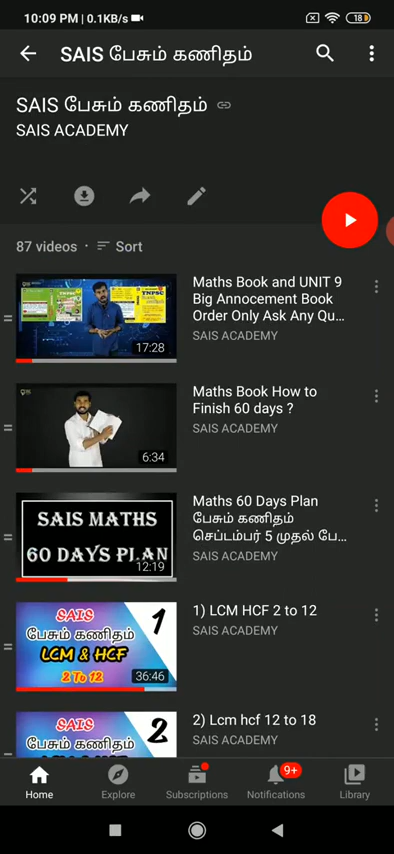 10:09 PM | 0.1KB/s
18
SAIS பேசும் கணிதம்
SAIS பேசும் கணிதம்
SAIS ACADEMY
87 videos
Sort
TNPSC
TNPSC
17:28
Maths Book and UNIT 9
Big Annocement Book
Order Only Ask Any Qu...
SAIS ACADEMY
6:34
Maths Book How to
Finish 60 days ?
SAIS ACADEMY
SAIS MATHS
60 DAYS PLAN
12:19
Maths 60 Days Plan
பேசும் கணிதம்
செப்டம்பர் 5 முதல் பே...
SAIS ACADEMY
SAIS
பேசும் கணிதம்
LCM & HCF
2 To 12
1
36:46
1) LCM HCF 2 to 12
SAIS ACADEMY
SAIS
பேசும் கணிதம்
2
2) Lcm hcf 12 to 18
SAIS ACADEMY
9+
Home
Explore
Subscriptions
Notifications
Library